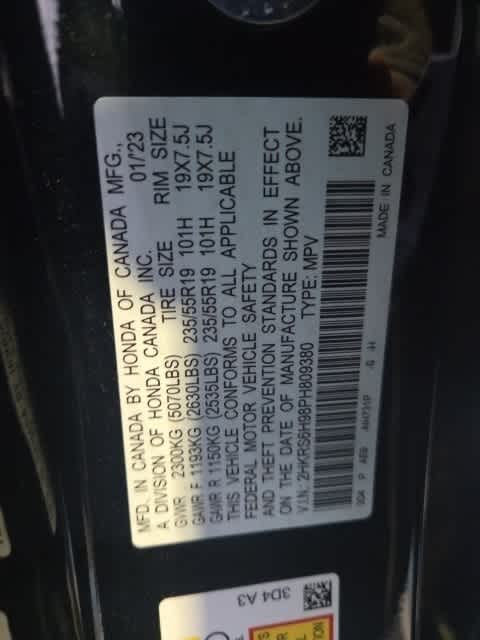 MFD. IN CANADA BY HONDA OF CANADA MFG.,
A DIVISION OF HONDA CANADA INC. 01/23
GVWR 2300KG (5070LBS) TIRE SIZE RIM SIZE
GAWR F 1193KG (2630LBS) 235/55R19 101H 19X7.5J
GAWR R 1150KG (2535LBS) 235/55R19 101H 19X7.5J
THIS VEHICLE CONFORMS TO ALL APPLICABLE
FEDERAL MOTOR VEHICLE SAFETY
AND THEFT PREVENTION STANDARDS IN EFFECT
ON THE DATE OF MANUFACTURE SHOWN ABOVE.
V.I.N.: 2HKRS6H98PH809380 TYPE: MPV
004 P AEB -G H
MADE IN CANADA
3D4 A3